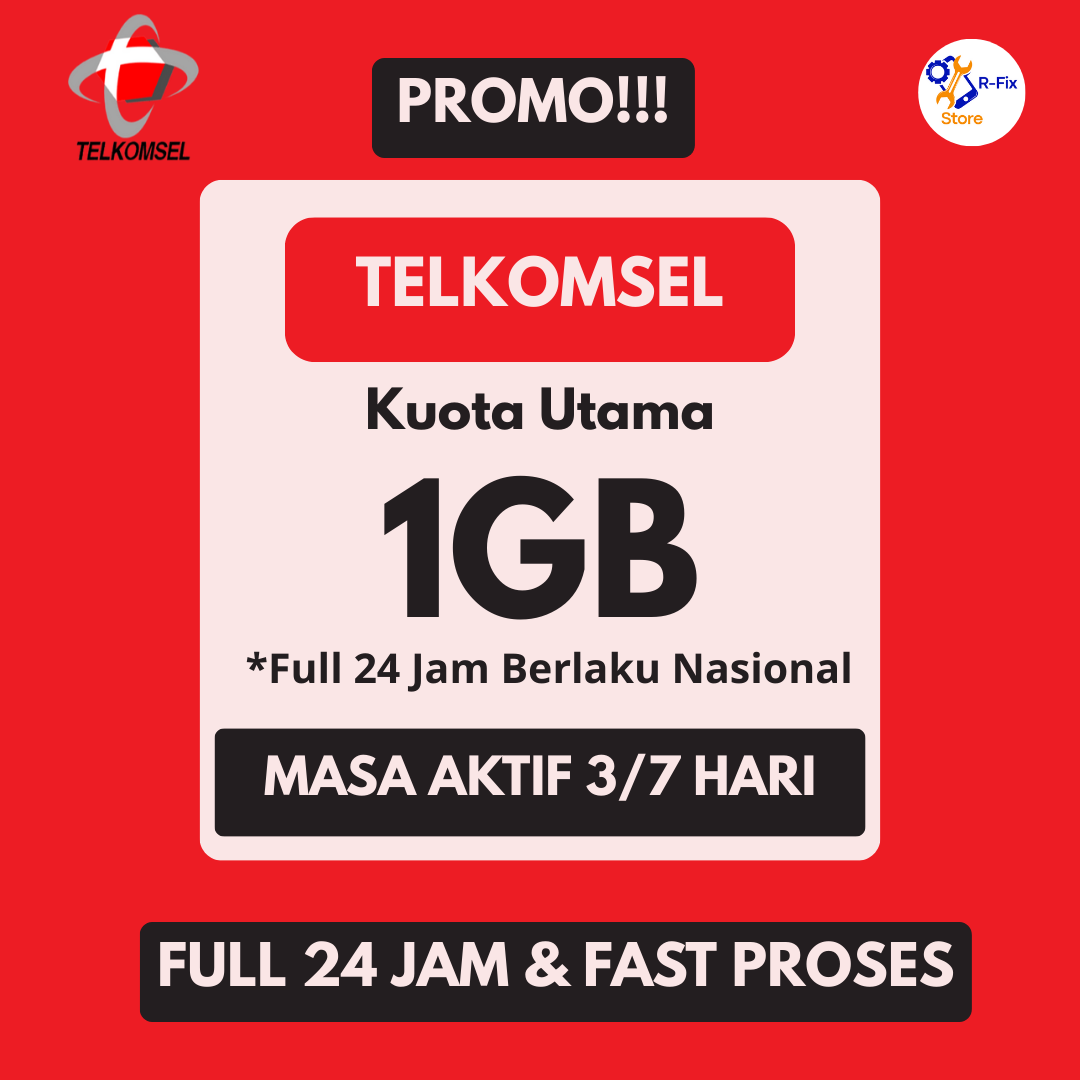 TELKOMSEL
PROMO!!!
R-Fix
Store
TELKOMSEL
Kuota Utama
1GB
*Full 24 Jam Berlaku Nasional
MASA AKTIF 3/7 HARI
FULL 24 JAM & FAST PROSES